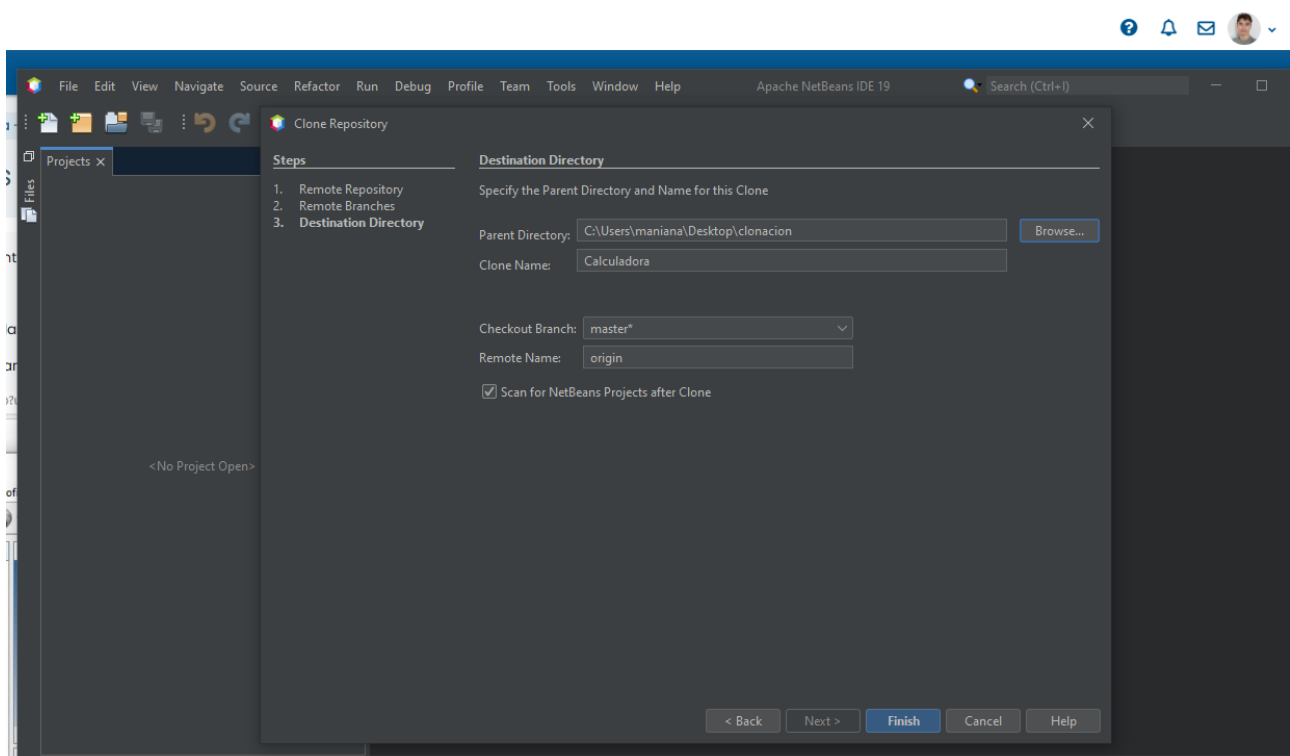 File Edit View Navigate Source Refactor Run Debug Profile Team Tools Window Help Apache NetBeans IDE 19 Search (Ctrl+I)
Clone Repository
Projects
Files
<No Project Open>
Steps
1. Remote Repository
2. Remote Branches
3. Destination Directory
Destination Directory
Specify the Parent Directory and Name for this Clone
Parent Directory: C:\Users\maniana\Desktop\clonacion Browse...
Clone Name: Calculadora
Checkout Branch: master*
Remote Name: origin
Scan for NetBeans Projects after Clone
< Back Next > Finish Cancel Help